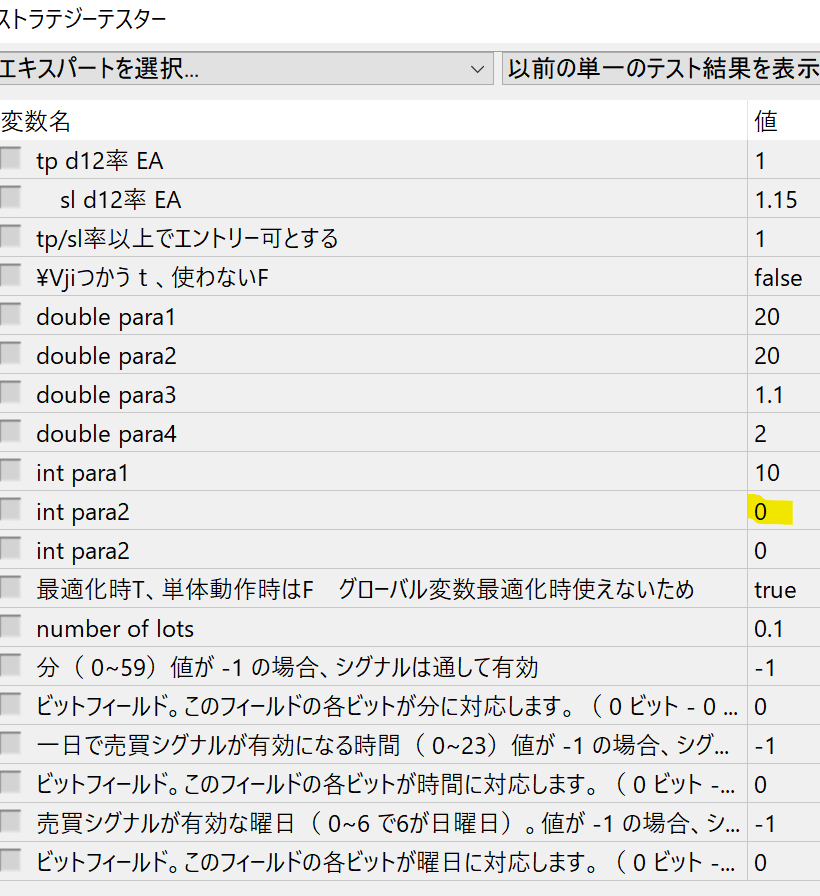 ストラテジーテスター
エキスパートを選択... 以前の単一のテスト結果を表示
変数名 値
tp d12率 EA 1
sl d12率 EA 1.15
tp/sl率以上でエントリー可とする 1
¥Vjiつかうｔ、使わないF false
double para1 20
double para2 20
double para3 1.1
double para4 2
int para1 10
int para2 0
int para2 0
最適化時T、単体動作時はF　グローバル変数最適化時使えないため true
number of lots 0.1
分（ 0~59）値が -1 の場合、シグナルは通して有効 -1
ビットフィールド。このフィールドの各ビットが分に対応します。（ 0 ビット - 0 ... 0
一日で売買シグナルが有効になる時間（ 0~23）値が -1 の場合、シグ... -1
ビットフィールド。このフィールドの各ビットが時間に対応します。（ 0 ビット -... 0
売買シグナルが有効な曜日（ 0~6 で6が日曜日）。値が -1 の場合、シ... -1
ビットフィールド。このフィールドの各ビットが曜日に対応します。（ 0 ビット -... 0